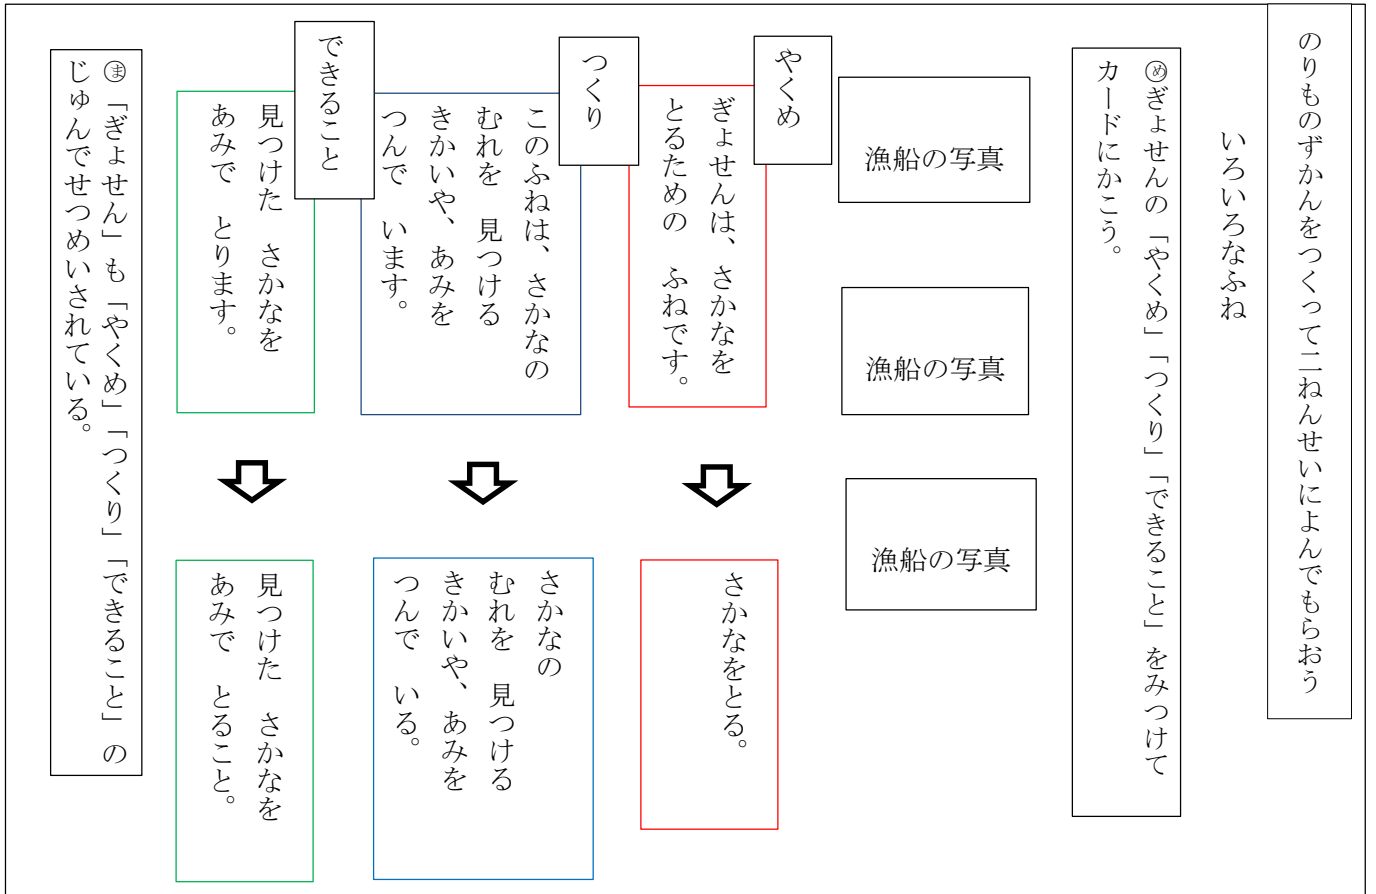 のりものずかんをつくって二ねんせいによんでもらおう
いろいろなふね
㋱ぎょせんの「やくめ」「つくり」「できること」をみつけて
カードにかこう。
漁船の写真
漁船の写真
漁船の写真
やくめ
ぎょせんは、さかなを
とるための ふねです。
さかなをとる。
つくり
このふねは、さかなの
むれを 見つける
きかいや、あみを
つんで います。
さかなの
むれを 見つける
きかいや、あみを
つんで いる。
できること
見つけた さかなを
あみで とります。
見つけた さかなを
あみで とること。
㋮「ぎょせん」も「やくめ」「つくり」「できること」の
じゅんでせつめいされている。